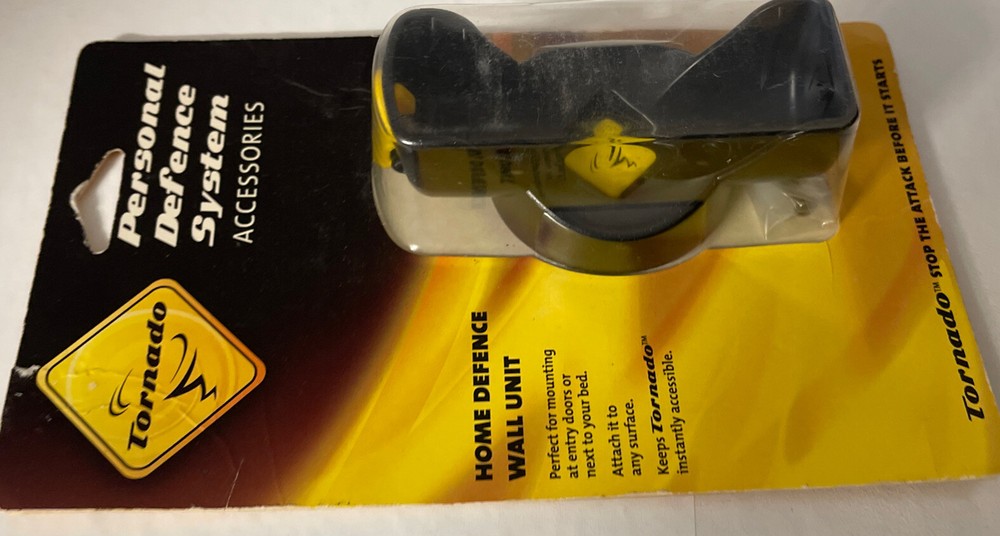 Personal
Defence
System
ACCESSORIES
Tornado
HOME DEFENCE
WALL UNIT
Perfect for mounting
at entry doors or
next to your bed.
Attach it to
any surface.
Keeps Tornado™
instantly accessible.
Tornado™ STOP THE ATTACK BEFORE IT STARTS